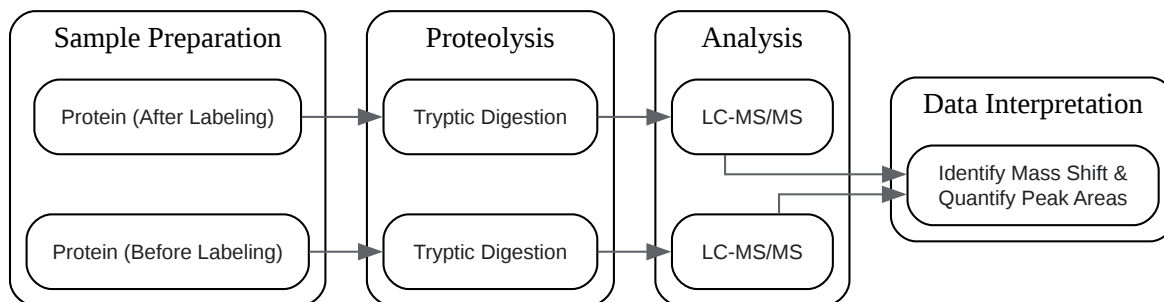 Sample Preparation
Protein (After Labeling)
Protein (Before Labeling)
Proteolysis
Tryptic Digestion
Tryptic Digestion
Analysis
LC-MS/MS
LC-MS/MS
Data Interpretation
Identify Mass Shift &
Quantify Peak Areas